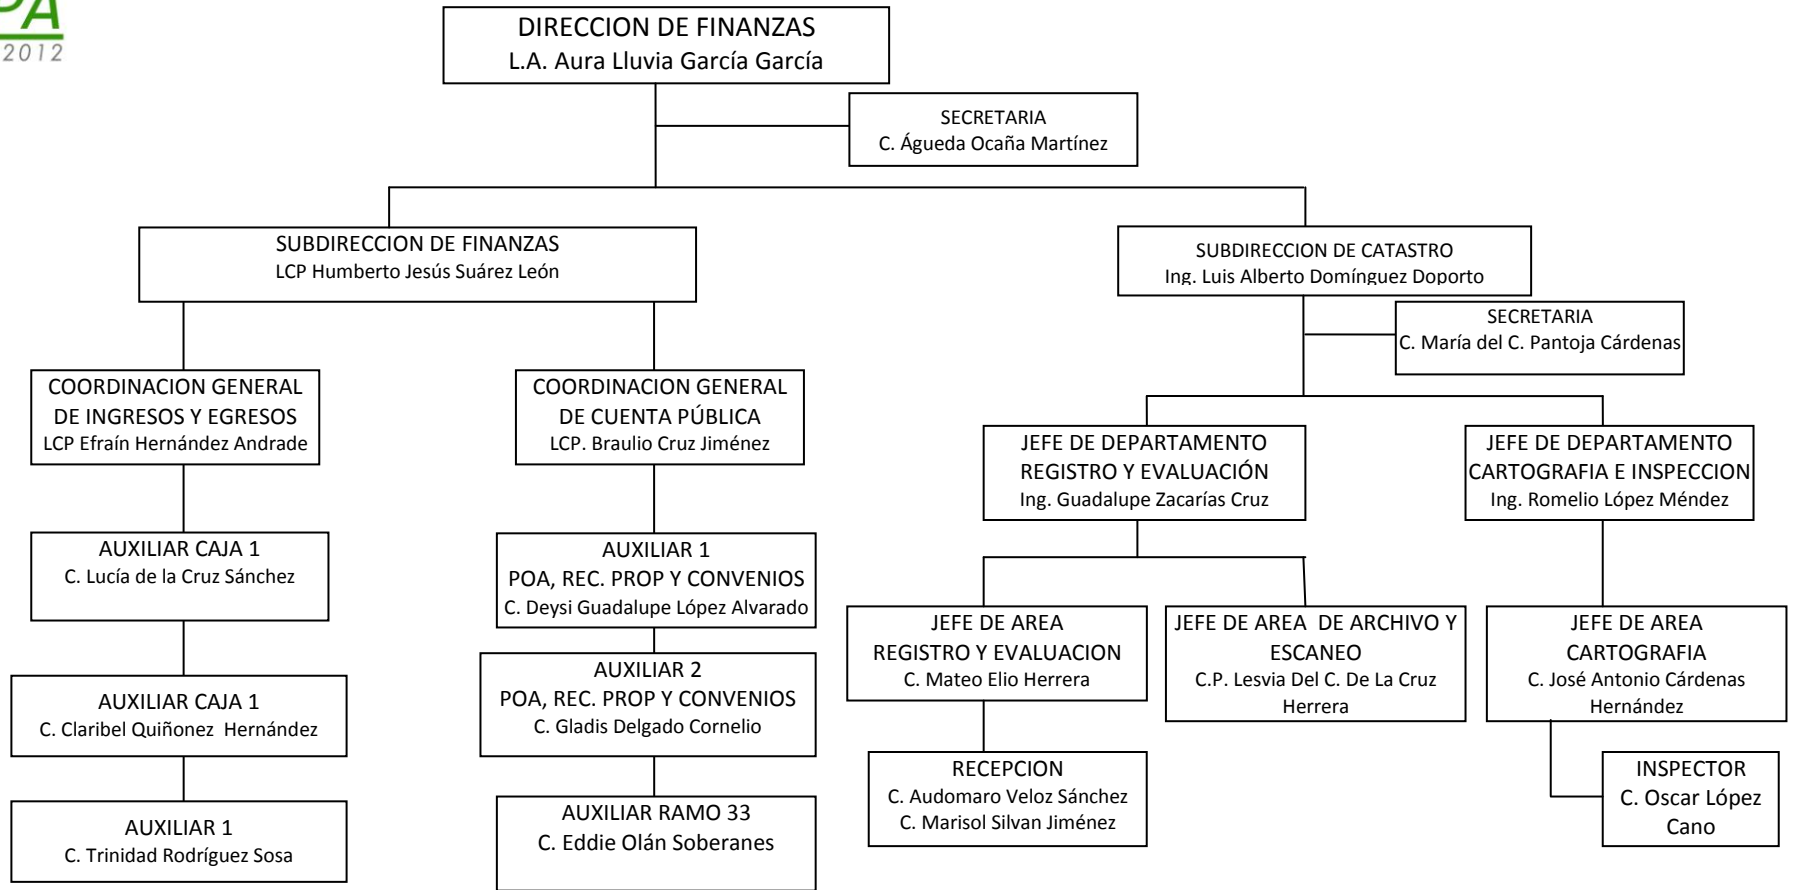 PA
2012
DIRECCION DE FINANZAS
L.A. Aura Lluvia García García
SECRETARIA
C. Águeda Ocaña Martínez
SUBDIRECCION DE FINANZAS
LCP Humberto Jesús Suárez León
SUBDIRECCION DE CATASTRO
Ing. Luis Alberto Domínguez Doporto
SECRETARIA
C. María del C. Pantoja Cárdenas
COORDINACION GENERAL
DE INGRESOS Y EGRESOS
LCP Efraín Hernández Andrade
COORDINACION GENERAL
DE CUENTA PÚBLICA
LCP. Braulio Cruz Jiménez
JEFE DE DEPARTAMENTO
REGISTRO Y EVALUACIÓN
Ing. Guadalupe Zacarías Cruz
JEFE DE DEPARTAMENTO
CARTOGRAFIA E INSPECCION
Ing. Romelio López Méndez
AUXILIAR CAJA 1
C. Lucía de la Cruz Sánchez
AUXILIAR 1
POA, REC. PROP Y CONVENIOS
C. Deysi Guadalupe López Alvarado
JEFE DE AREA
REGISTRO Y EVALUACION
C. Mateo Elio Herrera
JEFE DE AREA  DE ARCHIVO Y
ESCANEO
C.P. Lesvia Del C. De La Cruz
Herrera
JEFE DE AREA
CARTOGRAFIA
C. José Antonio Cárdenas
Hernández
AUXILIAR CAJA 1
C. Claribel Quiñonez  Hernández
AUXILIAR 2
POA, REC. PROP Y CONVENIOS
C. Gladis Delgado Cornelio
RECEPCION
C. Audomaro Veloz Sánchez
C. Marisol Silvan Jiménez
INSPECTOR
C. Oscar López
Cano
AUXILIAR 1
C. Trinidad Rodríguez Sosa
AUXILIAR RAMO 33
C. Eddie Olán Soberanes